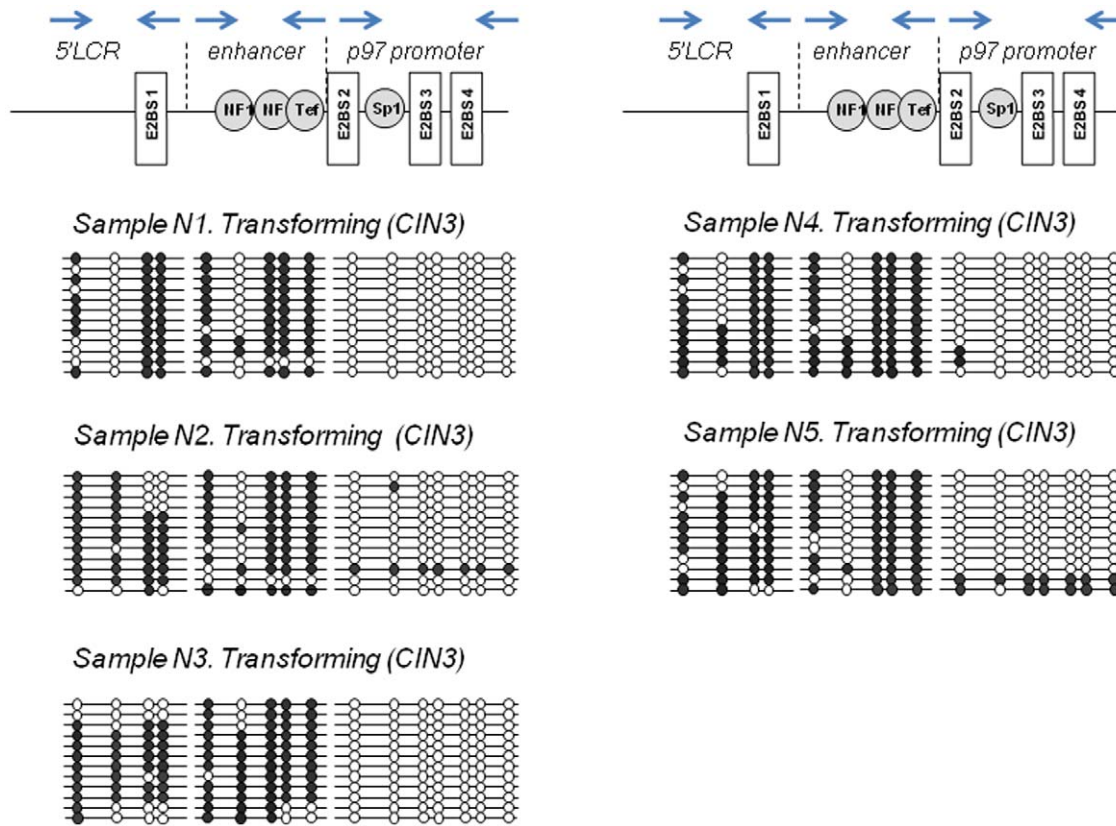 5'LCR enhancer p97 promoter
E2BS 1 NF1 NF Tef E2BS 2 Sp1 E2BS 3 E2BS 4
5'LCR enhancer p97 promoter
E2BS 1 NF1 NF Tef E2BS 2 Sp1 E2BS 3 E2BS 4
Sample N1. Transforming (CIN3)
Sample N4. Transforming (CIN3)
Sample N2. Transforming (CIN3)
Sample N5. Transforming (CIN3)
Sample N3. Transforming (CIN3)